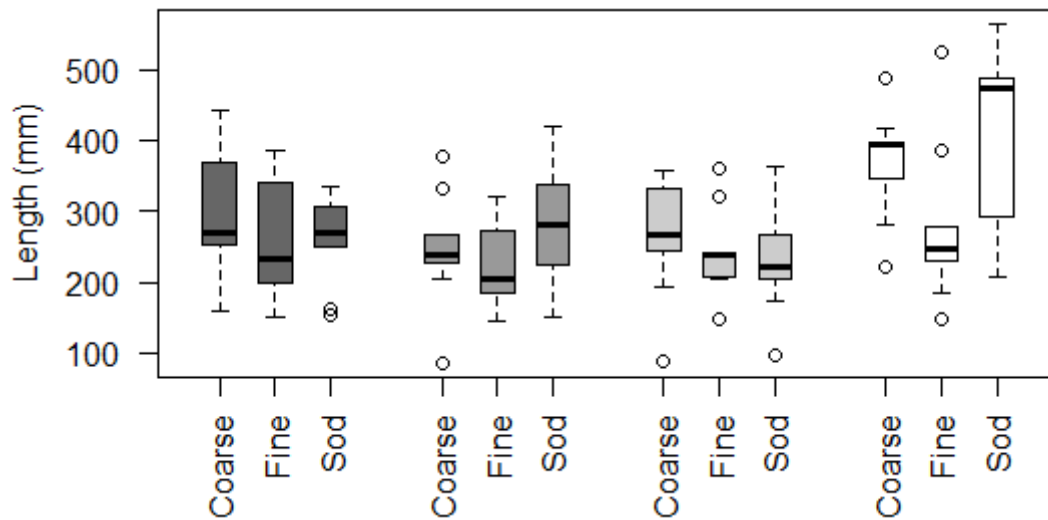 Length (mm)
500
400
300
200
100
Coarse
Fine
Sod
Coarse
Fine
Sod
Coarse
Fine
Sod
Coarse
Fine
Sod